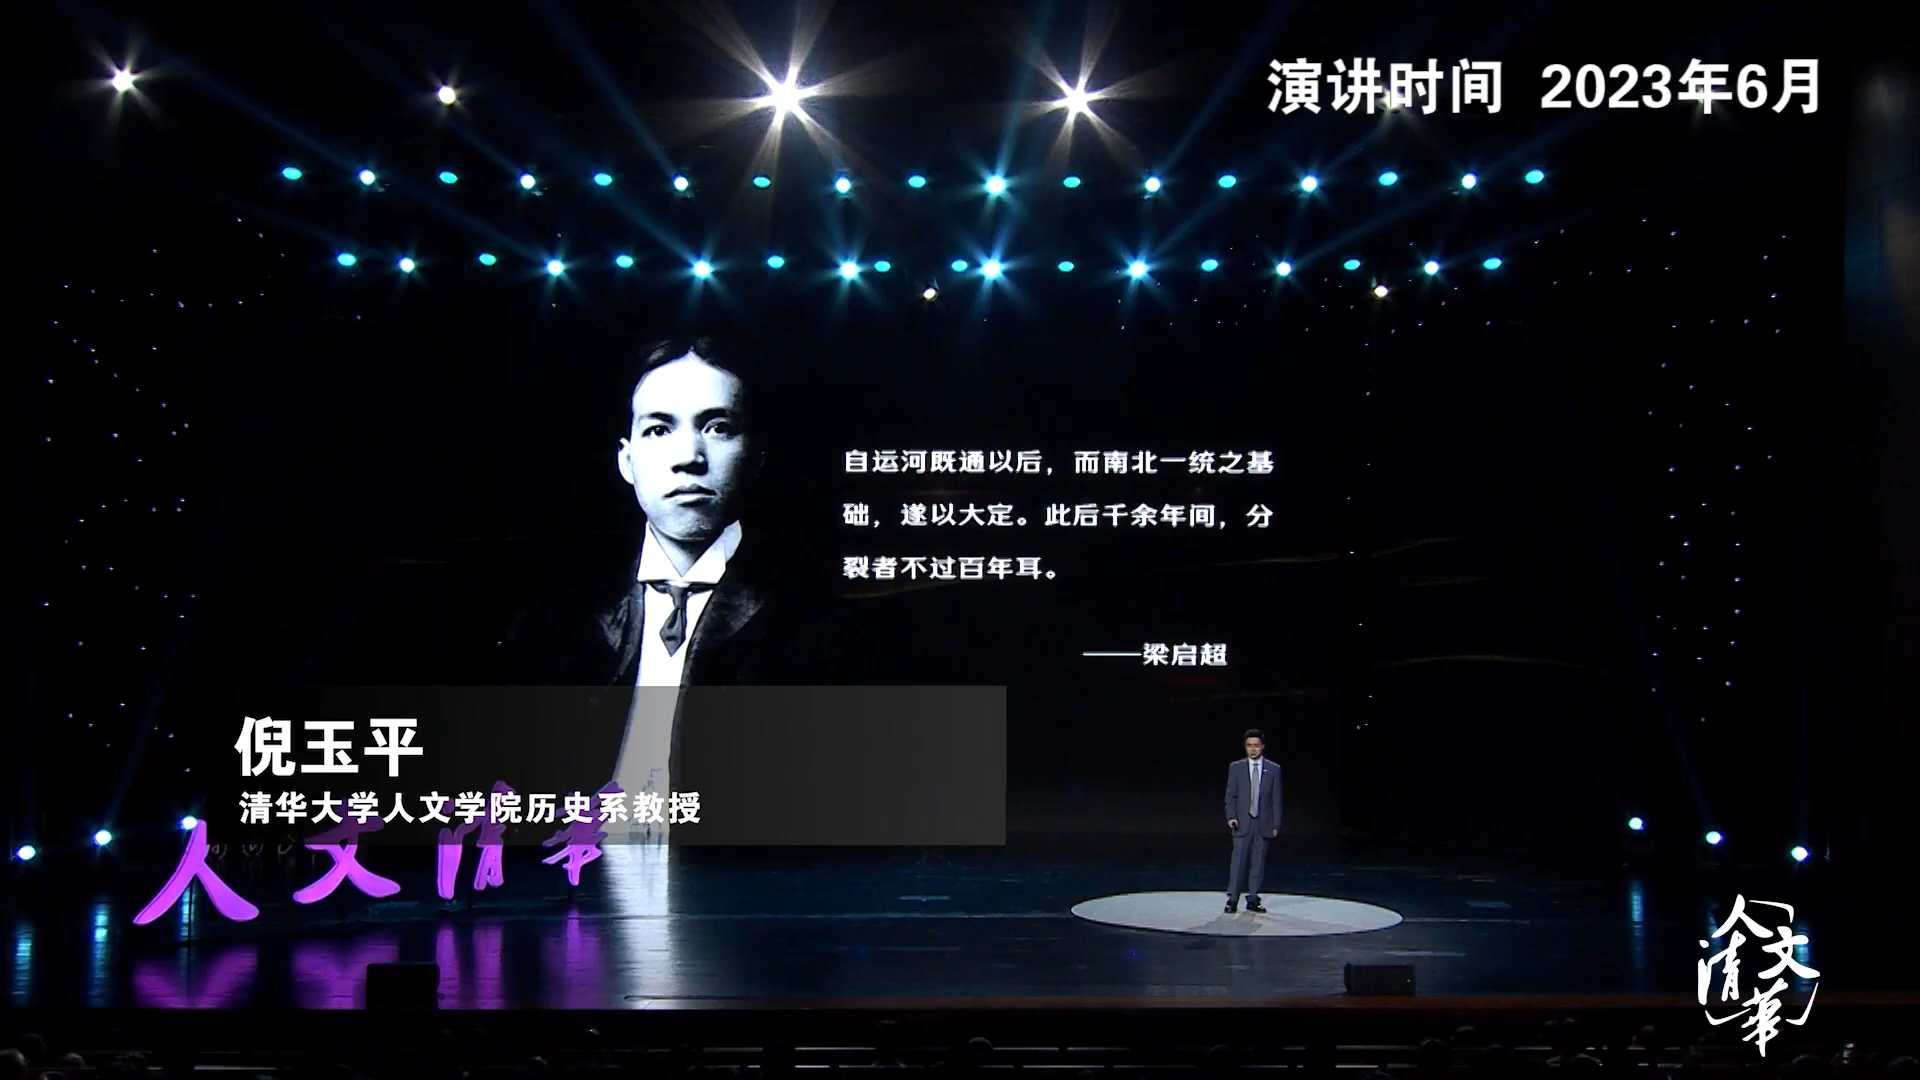 演讲时间 2023年6月
自运河既通以后，而南北一统之基
础，遂以大定。此后千余年间，分
裂者不过百年耳。
——梁启超
倪玉平
清华大学人文学院历史系教授
人文清华
人文清華